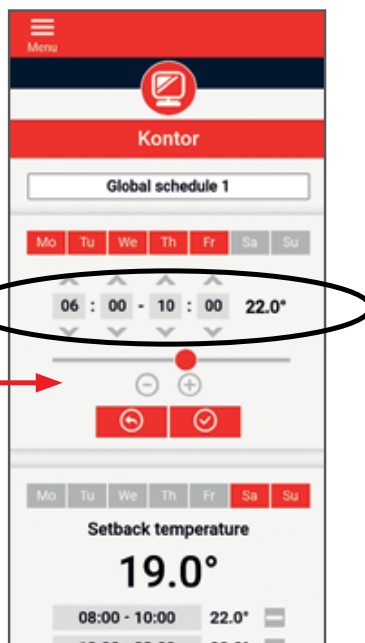 Menu
Kontor
Global schedule 1
Mo Tu We Th Fr Sa Su
06 : 00 - 10 : 00 22.0°
Mo Tu We Th Fr Sa Su
Setback temperature
19.0°
08:00 - 10:00 22.0°